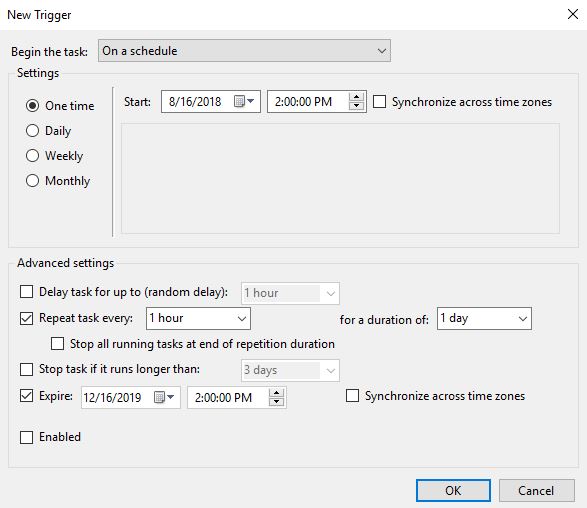 New Trigger
Begin the task: On a schedule
Settings
One time Start: 8/16/2018 2:00:00 PM Synchronize across time zones
Daily
Weekly
Monthly
Advanced settings
Delay task for up to (random delay): 1 hour
Repeat task every: 1 hour for a duration of: 1 day
Stop all running tasks at end of repetition duration
Stop task if it runs longer than: 3 days
Expire: 12/16/2019 2:00:00 PM Synchronize across time zones
Enabled
OK Cancel